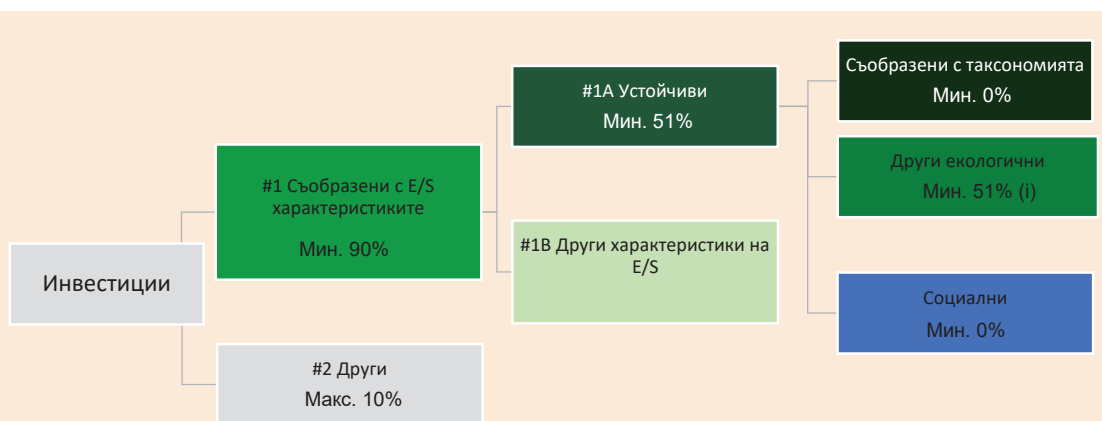 Инвестиции
#1 Съобразени с E/S
характеристиките
Мин. 90%
#2 Други
Макс. 10%
#1A Устойчиви
Мин. 51%
#1B Други характеристики на
E/S
Съобразени с таксономията
Мин. 0%
Други екологични
Мин. 51% (i)
Социални
Мин. 0%